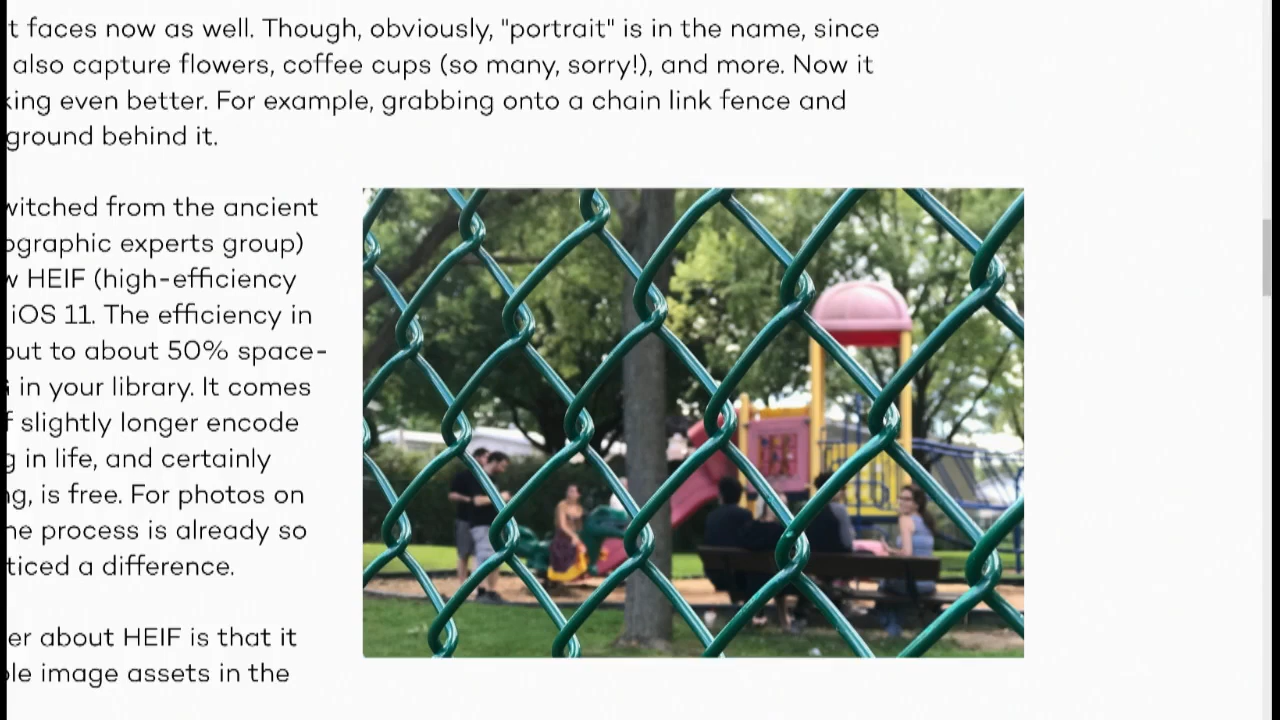 t faces now as well. Though, obviously, "portrait" is in the name, since
also capture flowers, coffee cups (so many, sorry!), and more. Now it
king even better. For example, grabbing onto a chain link fence and
ground behind it.
witched from the ancient
ographic experts group)
w HEIF (high-efficiency
iOS 11. The efficiency in
out to about 50% space-
in your library. It comes
f slightly longer encode
g in life, and certainly
ng, is free. For photos on
he process is already so
ticed a difference.
er about HEIF is that it
ple image assets in the